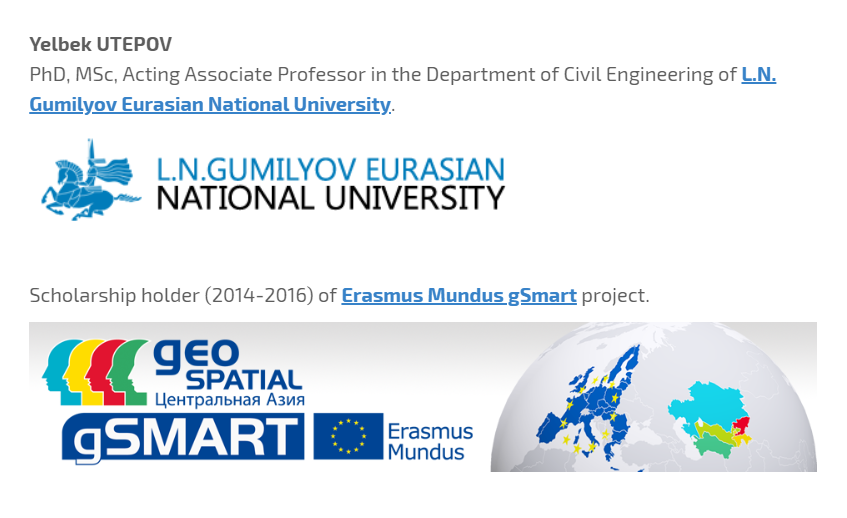 Yelbek UTEPOV
PhD, MSc, Acting Associate Professor in the Department of Civil Engineering of L.N.
Gumilyov Eurasian National University.
L.N.GUMILYOV EURASIAN
NATIONAL UNIVERSITY
Scholarship holder (2014-2016) of Erasmus Mundus gSmart project.
geo
SPATIAL
Центральная Азия
gSMART
Erasmus
Mundus